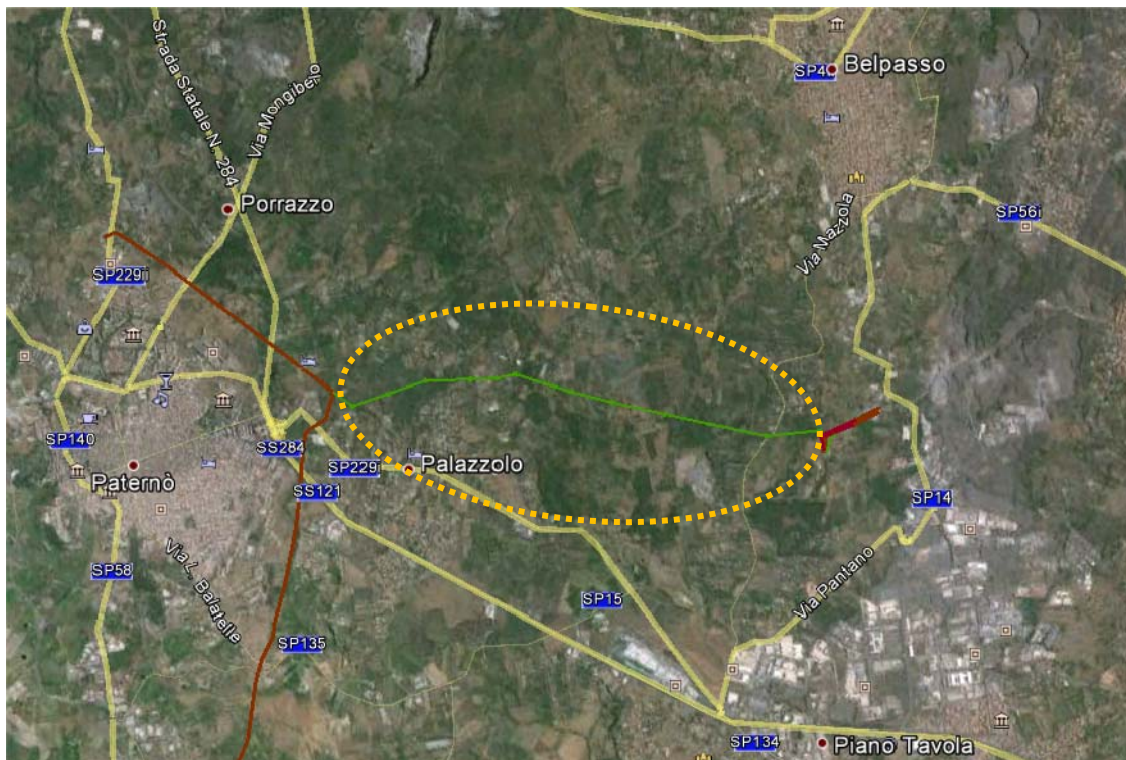 Belpasso
SP4
Strada Statale N. 284
Via Mongibello
Porrazzo
SP56i
Via Mazzola
SP229ii
SP140
Paternò
SS284
SP229i
Palazzolo
SS121
SP14
SP58
Via L. Balatelle
SP15
Via Pantano
SP135
SP134
Piano Tavola